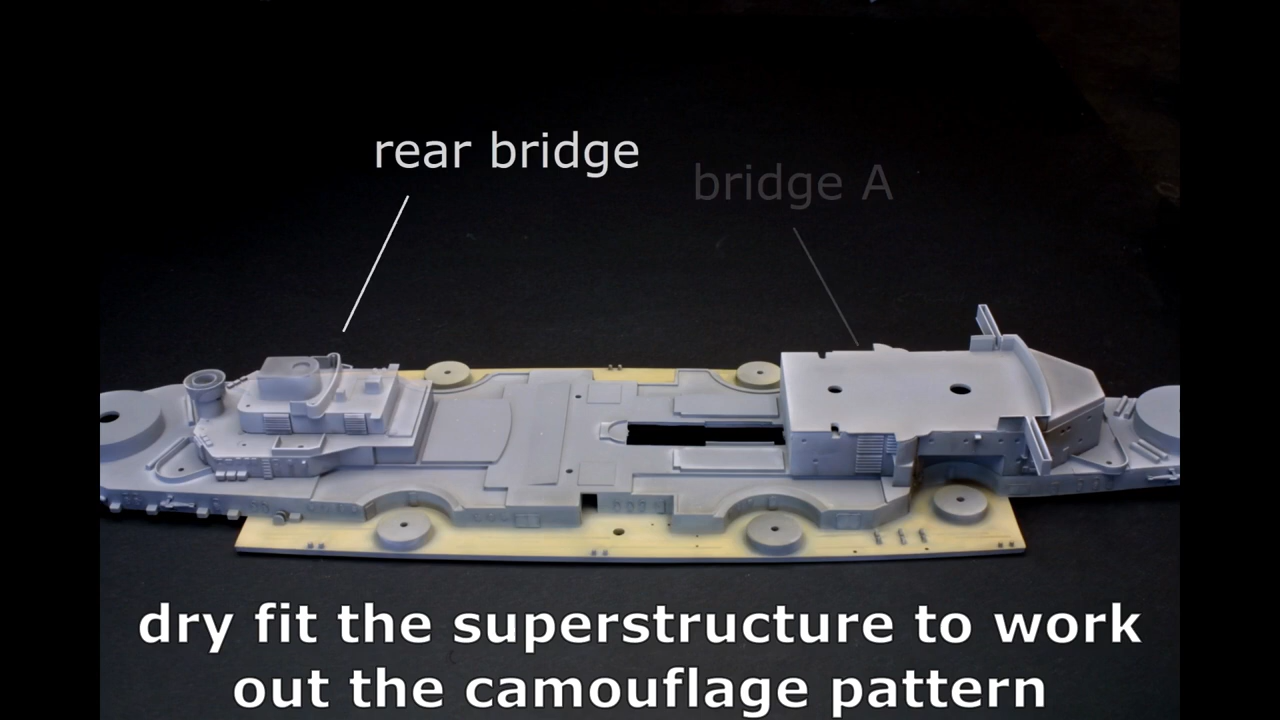 rear bridge
bridge A
dry fit the superstructure to work
out the camouflage pattern